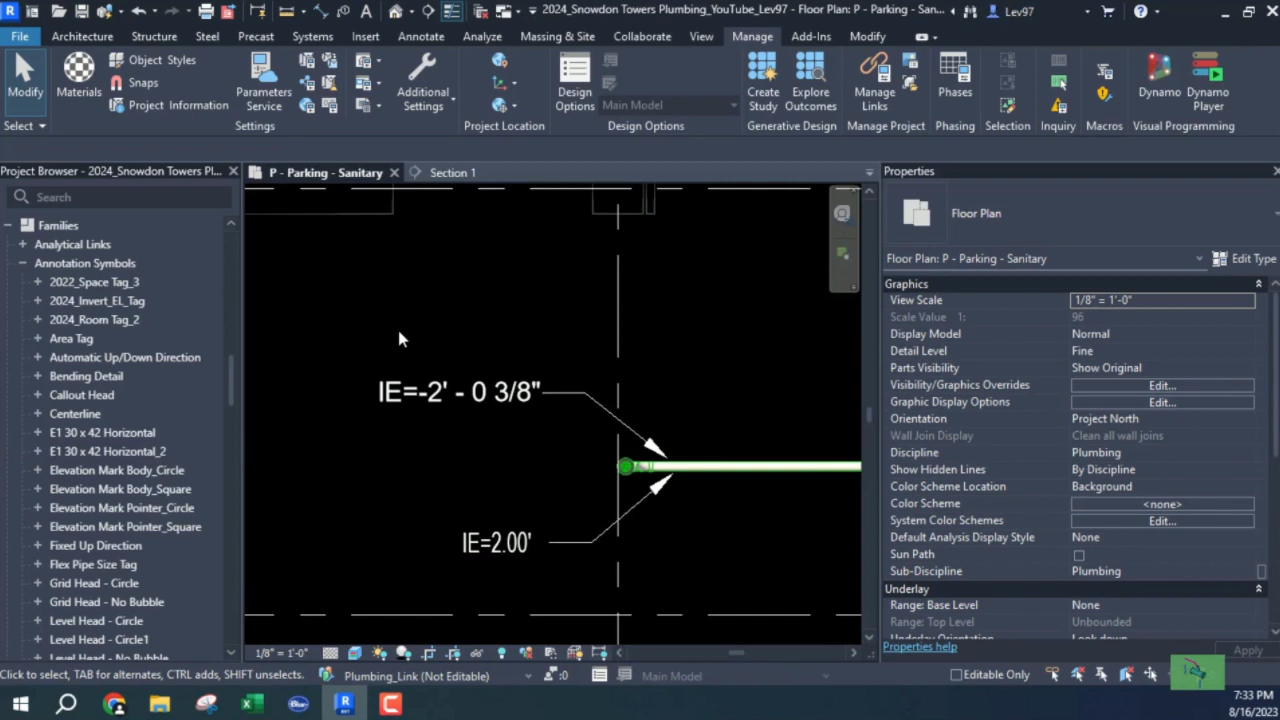 2024_Snowdon Towers Plumbing_YouTube_Lev97 - Floor Plan: P - Parking - San...
Lev97
File Architecture Structure Steel Precast Systems Insert Annotate Analyze Massing & Site Collaborate View Manage Add-Ins Modify
Modify
Materials
Object Styles
Snaps
Project Information
Parameters Service
Additional Settings
Design Options
Main Model
Create Study
Explore Outcomes
Manage Links
Phases
Dynamo
Dynamo Player
Select
Settings
Project Location
Design Options
Generative Design
Manage Project
Phasing
Selection
Inquiry
Macros
Visual Programming
Project Browser - 2024_Snowdon Towers Pl...
Search
Families
Analytical Links
Annotation Symbols
2022_Space Tag_3
2024_Invert_EL_Tag
2024_Room Tag_2
Area Tag
Automatic Up/Down Direction
Bending Detail
Callout Head
Centerline
E1 30 x 42 Horizontal
E1 30 x 42 Horizontal_2
Elevation Mark Body_Circle
Elevation Mark Body_Square
Elevation Mark Pointer_Circle
Elevation Mark Pointer_Square
Fixed Up Direction
Flex Pipe Size Tag
Grid Head - Circle
Grid Head - No Bubble
Level Head - Circle
Level Head - Circle1
Level Head - No Bubble
P - Parking - Sanitary
Section 1
IE=-2' - 0 3/8"
IE=2.00'
1/8" = 1'-0"
Properties
Floor Plan
Floor Plan: P - Parking - Sanitary
Edit Type
Graphics
View Scale 1/8" = 1'-0"
Scale Value 1: 96
Display Model Normal
Detail Level Fine
Parts Visibility Show Original
Visibility/Graphics Overrides Edit...
Graphic Display Options Edit...
Orientation Project North
Wall Join Display Clean all wall joins
Discipline Plumbing
Show Hidden Lines By Discipline
Color Scheme Location Background
Color Scheme <none>
System Color Schemes Edit...
Default Analysis Display Style None
Sun Path
Sub-Discipline Plumbing
Underlay
Range: Base Level None
Range: Top Level Unbounded
Underlay Orientation Look down
Properties help
Apply
Click to select, TAB for alternates, CTRL adds, SHIFT unselects.
Plumbing_Link (Not Editable)
:0
Main Model
Editable Only
7:33 PM
8/16/2023